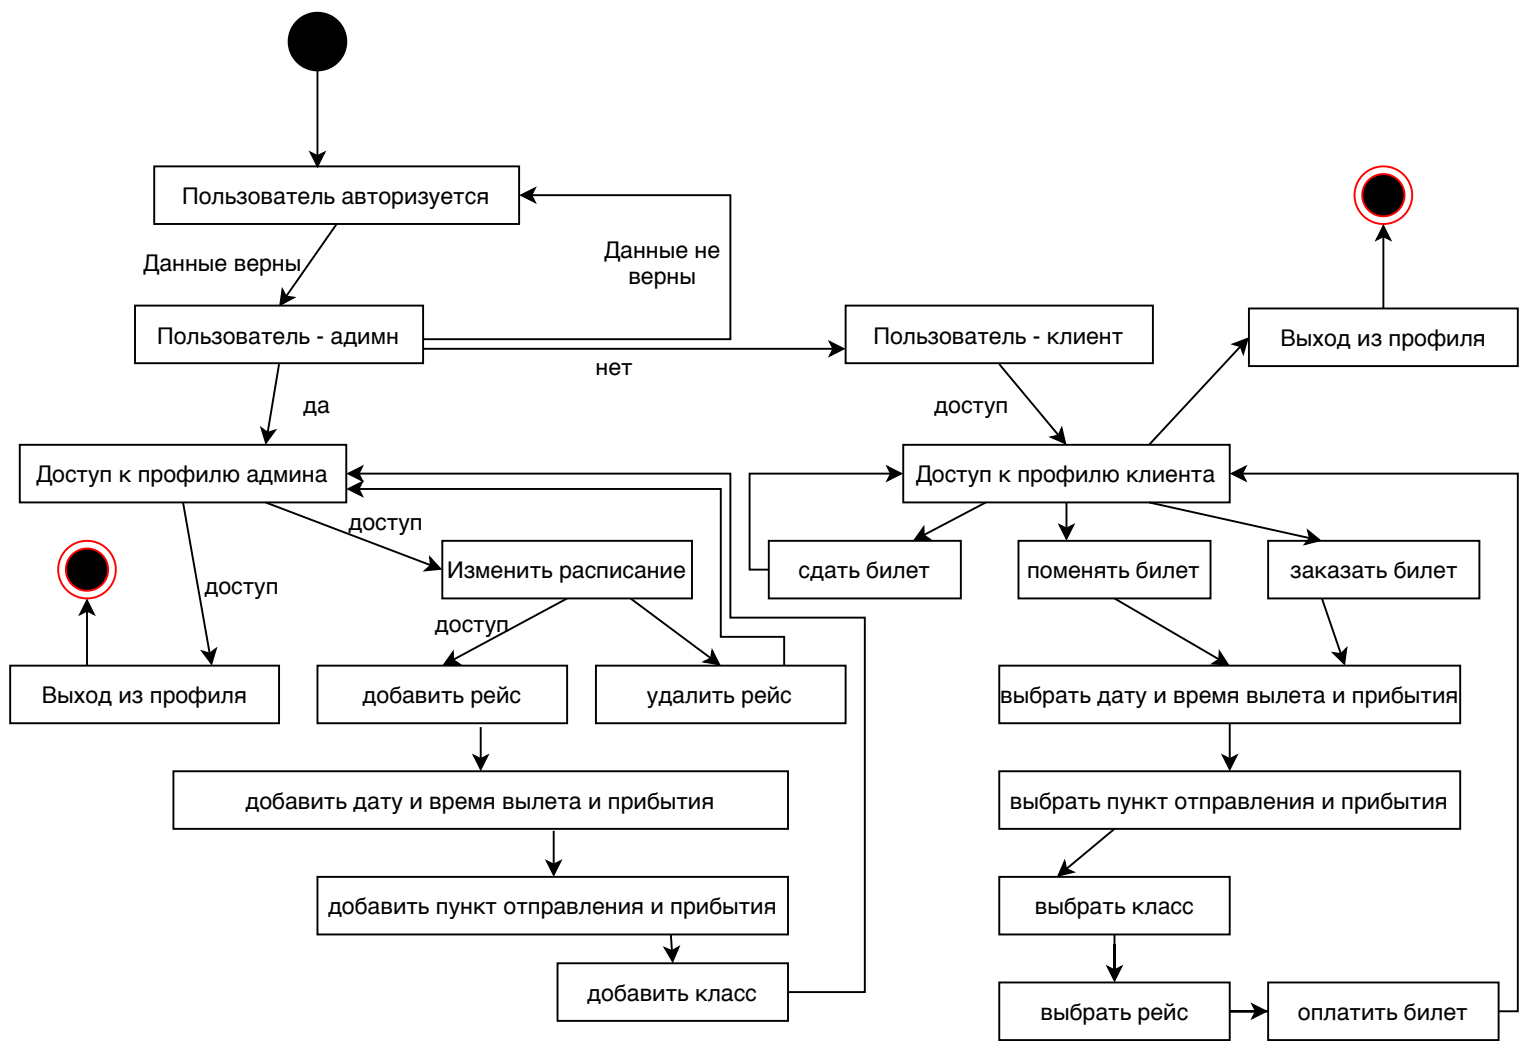 Пользователь авторизуется
Данные верны
Данные не
верны
Пользователь - адимн
Пользователь - клиент
Выход из профиля
нет
да
доступ
Доступ к профилю админа
Доступ к профилю клиента
доступ
доступ
Изменить расписание
сдать билет
поменять билет
заказать билет
доступ
Выход из профиля
добавить рейс
удалить рейс
выбрать дату и время вылета и прибытия
добавить дату и время вылета и прибытия
выбрать пункт отправления и прибытия
добавить пункт отправления и прибытия
выбрать класс
добавить класс
выбрать рейс
оплатить билет